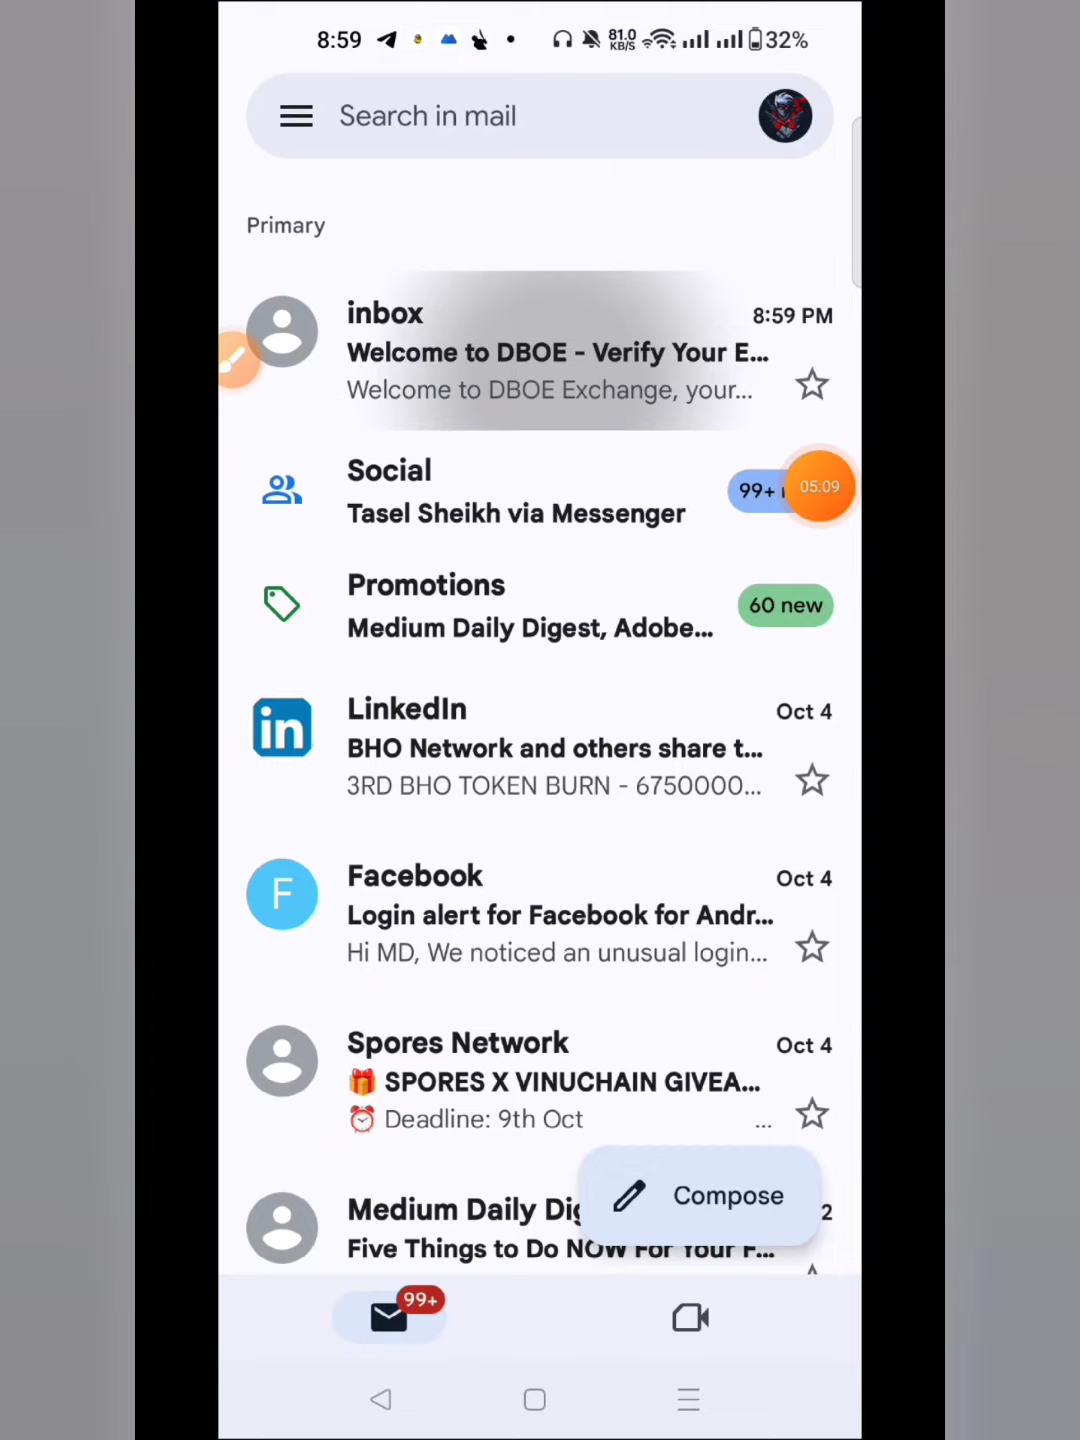 8:59 81.0 KB/S 32%
Search in mail
Primary
inbox 8:59 PM
Welcome to DBOE - Verify Your E...
Welcome to DBOE Exchange, your...
Social
Tasel Sheikh via Messenger
99+
05:09
Promotions
Medium Daily Digest, Adobe...
60 new
in
LinkedIn Oct 4
BHO Network and others share t...
3RD BHO TOKEN BURN - 6750000...
F
Facebook Oct 4
Login alert for Facebook for Andr...
Hi MD, We noticed an unusual login...
Spores Network Oct 4
🎁 SPORES X VINUCHAIN GIVEA...
⏰ Deadline: 9th Oct ...
Medium Daily 2
Five Things to Do NOW For Your F...
Compose
99+